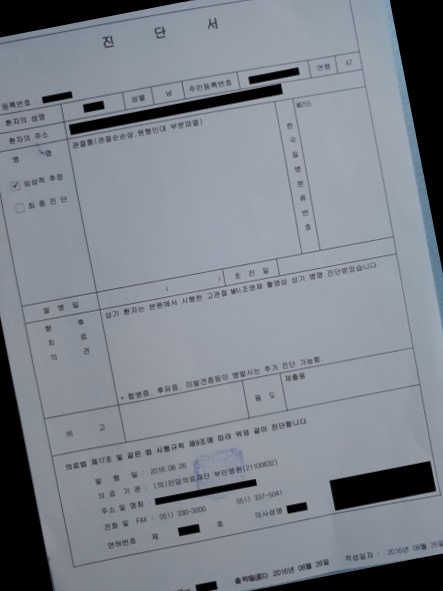 진 단 서
등록번호 :
환자의 성명 성별 남 주민등록번호 연령 47
환자의 주소
병 명 관절통(관절순손상,원형인대 부분파열) 한국질병분류번호 M255
임상적 추정
최종진단
발 병 일 초 진 일
향후치료의견 상기 환자는 본원에서 시행한 고관절 MRI조영제 촬영상 상기 병명 진단받았습니다.
* 합병증, 후유증, 미발견증등이 병발시는 추가 진단 가능함.
비 고 용 도 제출용
의료법 제17조 및 같은 법 시행규칙 제9조에 따라 위와 같이 진단합니다.
발 행 일 : 2016.08.26
의료 기관 : (의)인당의료재단 부민병원(21100632)
주소 및 명칭 :
전화 및 FAX : 051) 330-3000 051) 337-5041
면허번호 제 호 의사성명
출력일자 2016년 08월 26일 작성일자 : 2016년 08월 26일